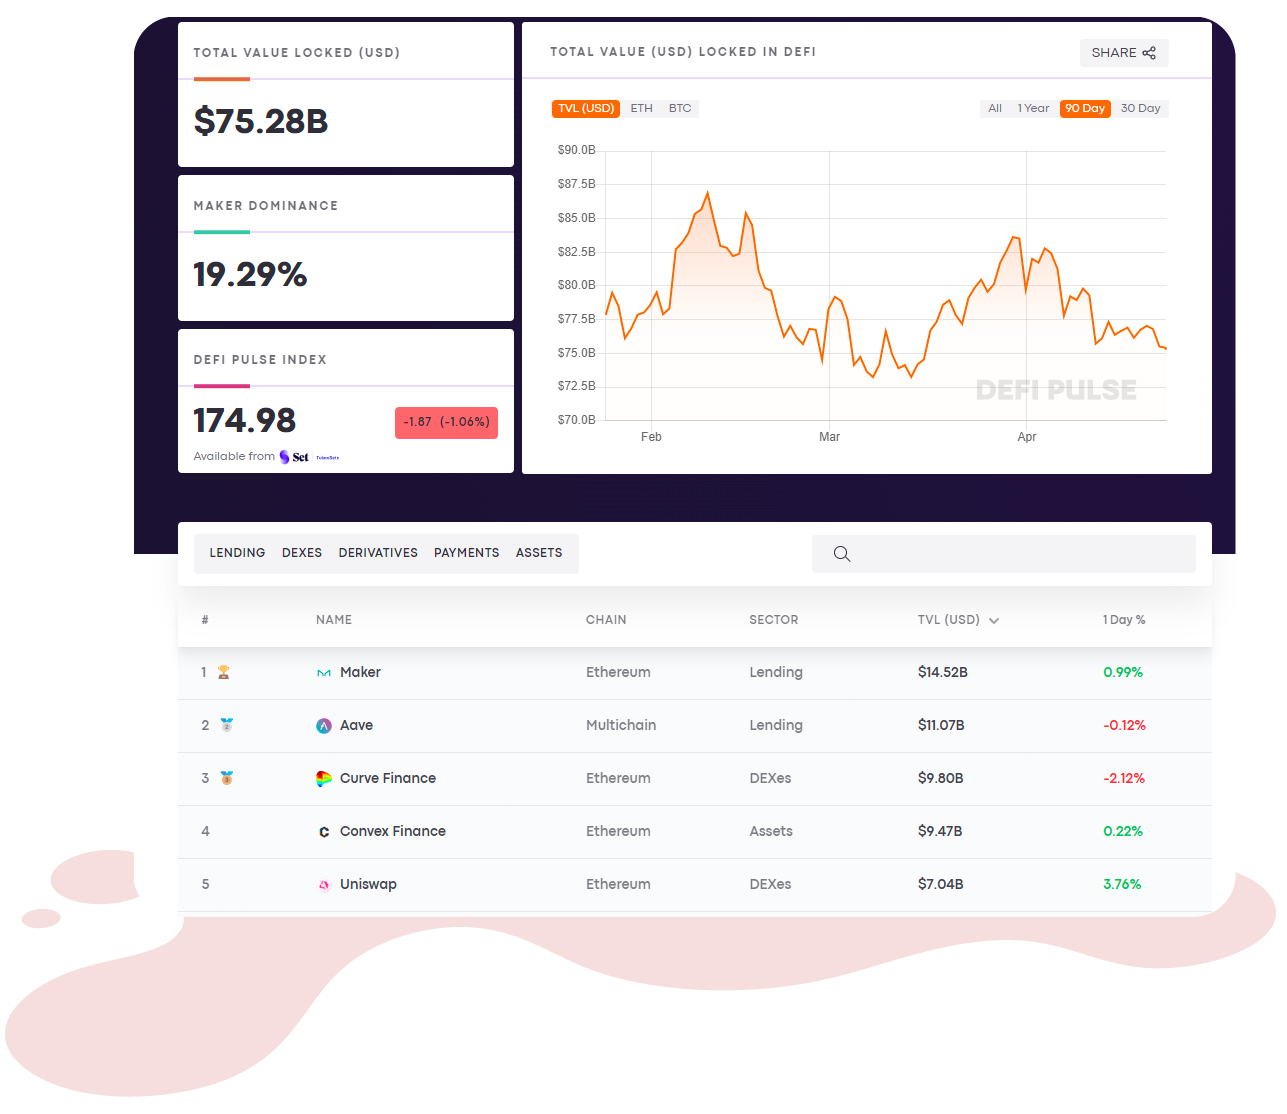 TOTAL VALUE LOCKED (USD)
$75.28B
MAKER DOMINANCE
19.29%
DEFI PULSE INDEX
174.98
-1.87 (-1.06%)
Available from Set TokenSets
TOTAL VALUE (USD) LOCKED IN DEFI
SHARE
TVL (USD) ETH BTC
All 1 Year 90 Day 30 Day
$90.0B
$87.5B
$85.0B
$82.5B
$80.0B
$77.5B
$75.0B
$72.5B
$70.0B
DEFI PULSE
Feb Mar Apr
LENDING DEXES DERIVATIVES PAYMENTS ASSETS
# NAME CHAIN SECTOR TVL (USD) 1 Day %
1 Maker Ethereum Lending $14.52B 0.99%
2 Aave Multichain Lending $11.07B -0.12%
3 Curve Finance Ethereum DEXes $9.80B -2.12%
4 Convex Finance Ethereum Assets $9.47B 0.22%
5 Uniswap Ethereum DEXes $7.04B 3.76%